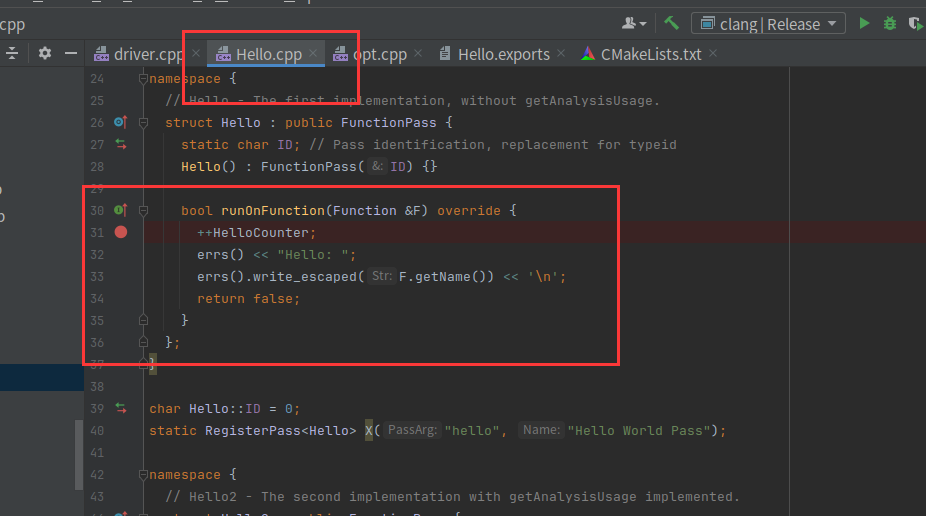 cpp
clang | Release
driver.cpp
Hello.cpp
opt.cpp
Hello.exports
CMakeLists.txt
24 namespace {
25 // Hello - The first implementation, without getAnalysisUsage.
26 struct Hello : public FunctionPass {
27 static char ID; // Pass identification, replacement for typeid
28 Hello() : FunctionPass( &: ID) {}
29
30 bool runOnFunction(Function &F) override {
31 ++HelloCounter;
32 errs() << "Hello: ";
33 errs().write_escaped( Str: F.getName()) << '\n';
34 return false;
35 }
36 };
37 }
38
39 char Hello::ID = 0;
40 static RegisterPass<Hello> X( PassArg: "hello", Name: "Hello World Pass");
41
42 namespace {
43 // Hello2 - The second implementation with getAnalysisUsage implemented.